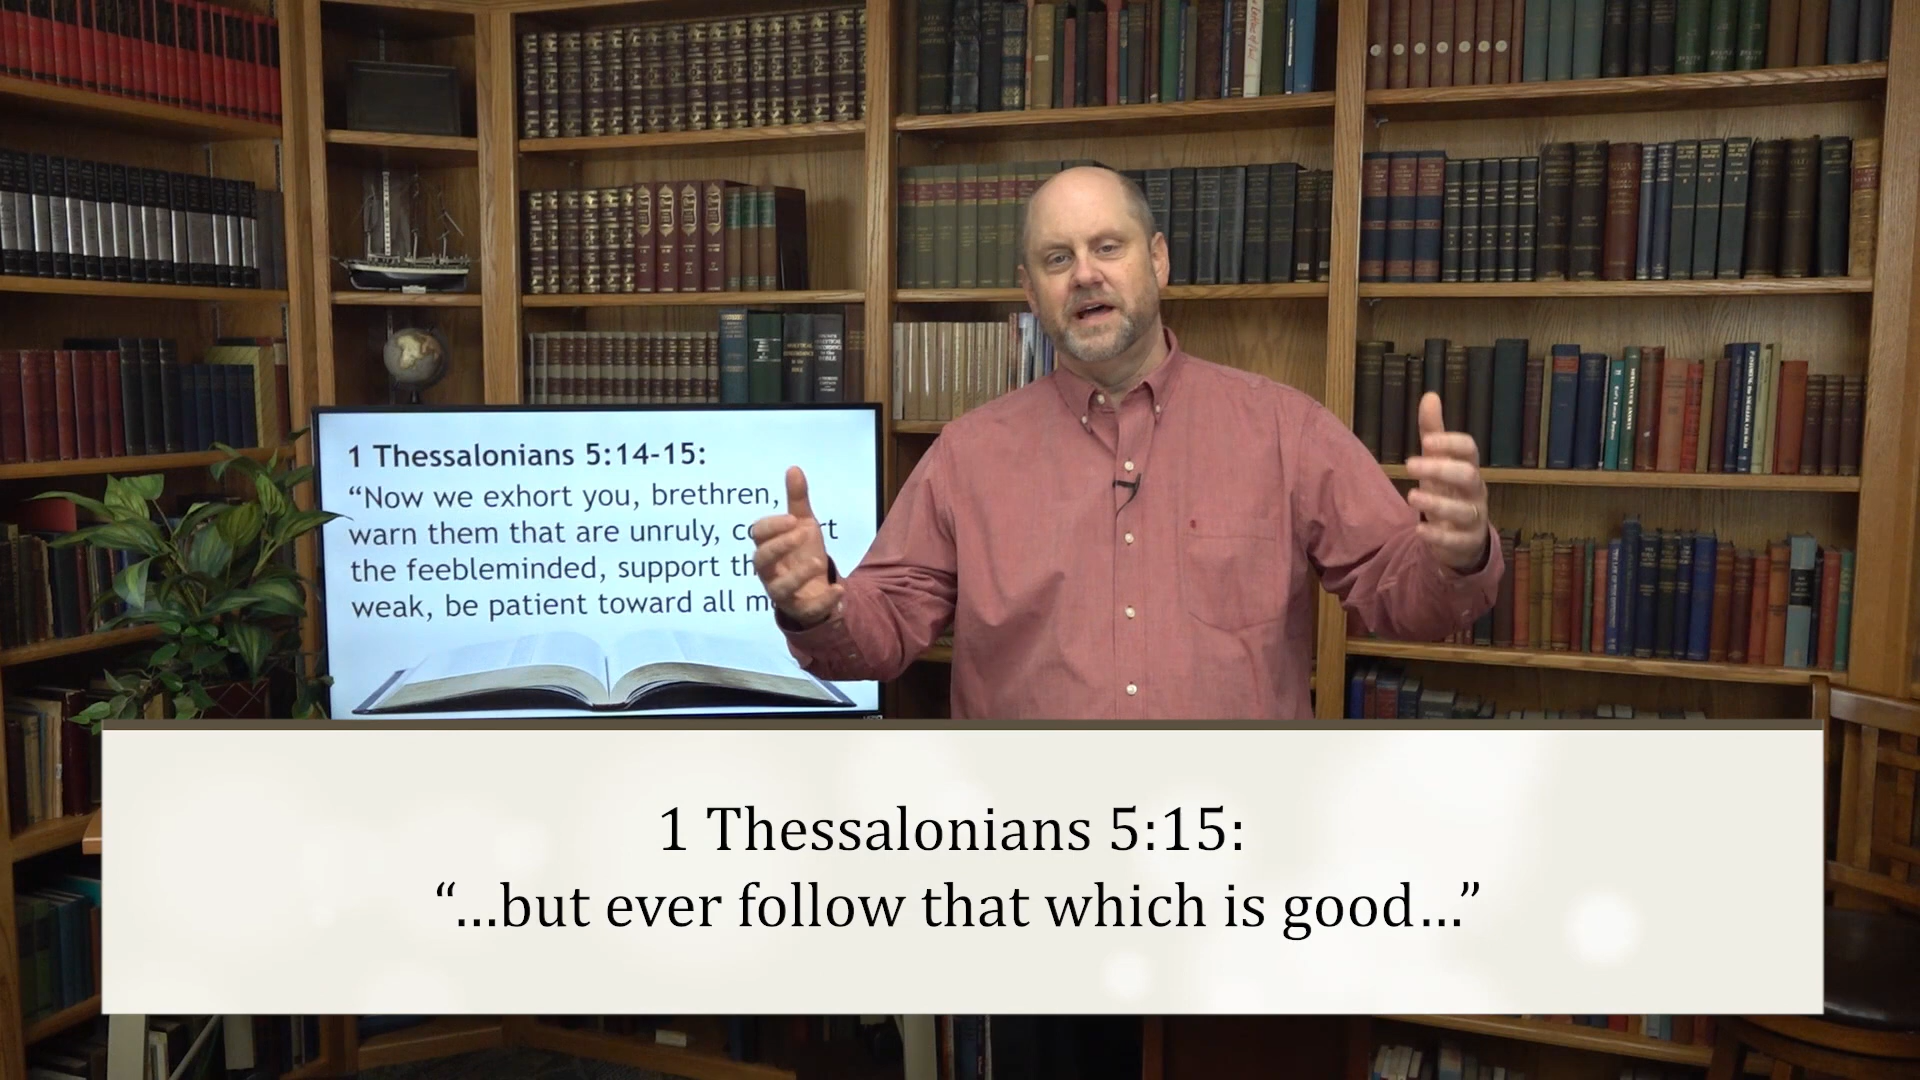 1 Thessalonians 5:14-15:
“Now we exhort you, brethren,
warn them that are unruly,
the feebleminded, support
weak, be patient toward all
1 Thessalonians 5:15:
“…but ever follow that which is good…”